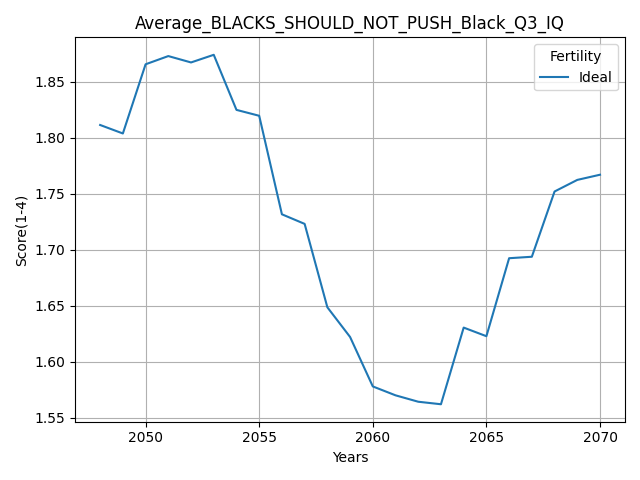 Average_BLACKS_SHOULD_NOT_PUSH_Black_Q3_IQ
Fertility
Ideal
Score(1-4)
1.85
1.80
1.75
1.70
1.65
1.60
1.55
2050
2055
2060
2065
2070
Years